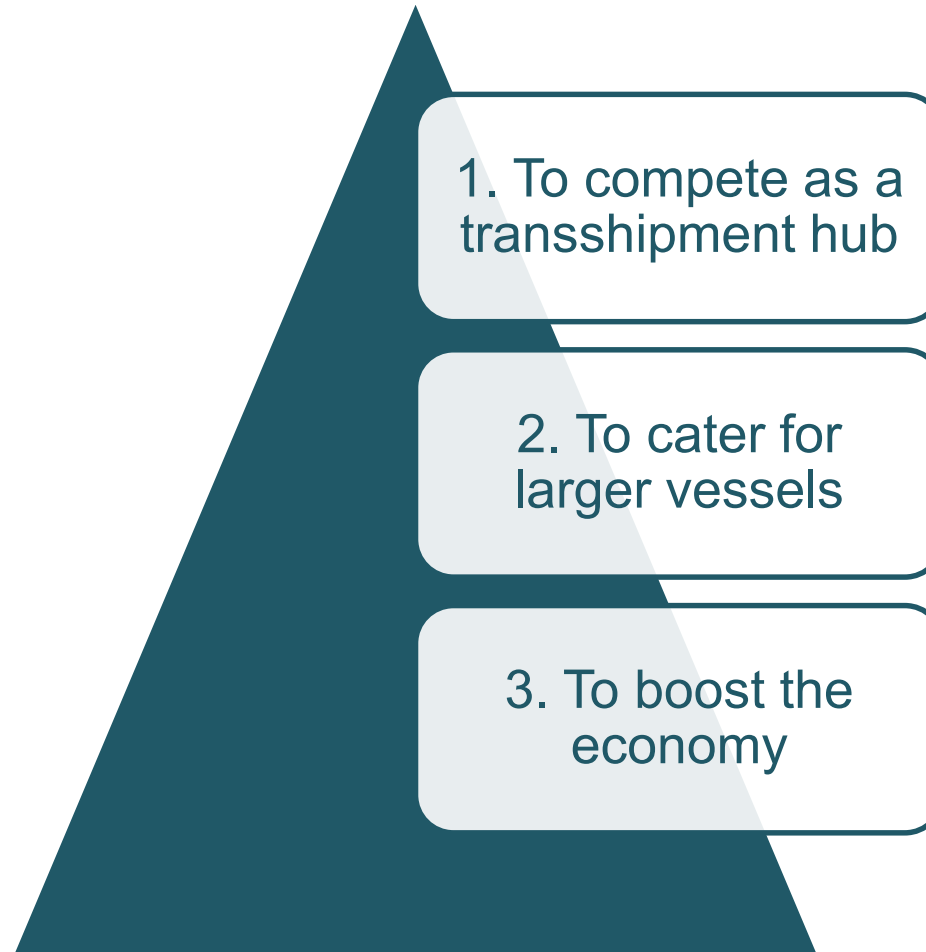 1. To compete as a
transshipment hub
2. To cater for
larger vessels
3. To boost the
economy